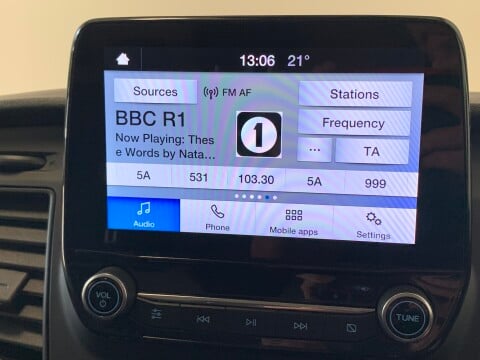 13:06 21°
Sources FM AF Stations
BBC R1 1 Frequency
Now Playing: Thes
e Words by Nata... ... TA
5A 531 103.30 5A 999
Audio Phone Mobile apps Settings
VOL TUNE